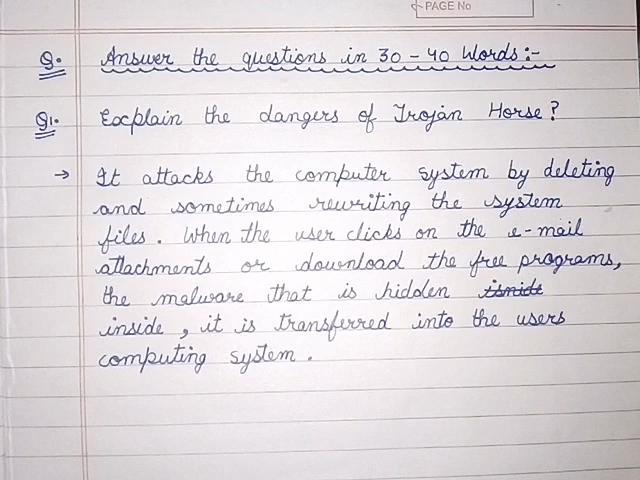 PAGE No
Q. Answer the questions in 30 - 40 Words :-
Q1. Excplain the dangers of Trojan Horse ?
→ It attacks the computer system by deleting
and sometimes rewriting the system
files. When the user clicks on the e-mail
attachments or download the free programs,
the malware that is hidden
inside, it is transferred into the users
computing system.